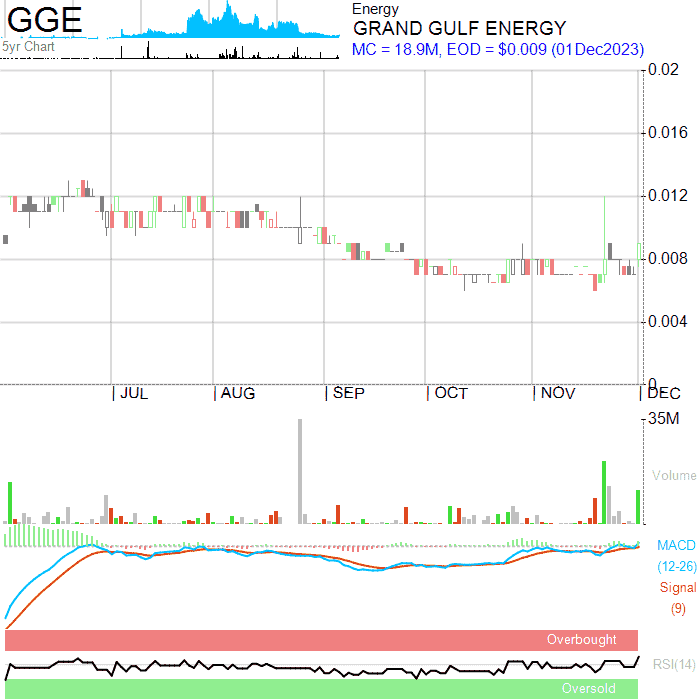 GGE
5yr Chart
Energy
GRAND GULF ENERGY
MC = 18.9M, EOD = $0.009 (01Dec2023)
0.02
0.016
0.012
0.008
0.004
0
JUL AUG SEP OCT NOV DEC
35M
Volume
MACD
(12-26)
Signal
(9)
Overbought
RSI(14)
Oversold